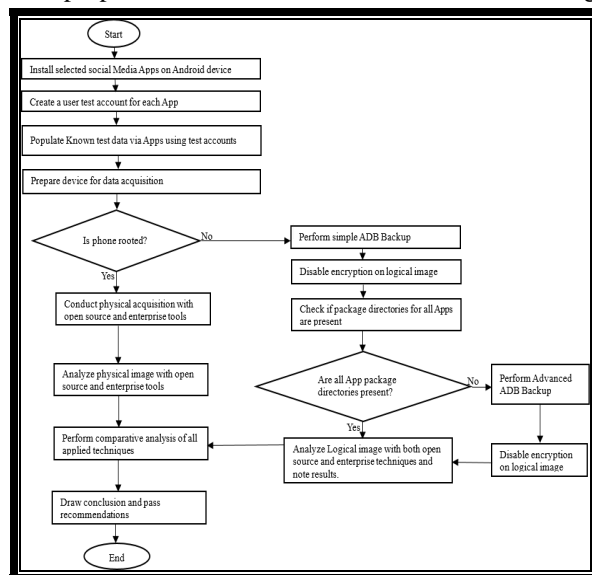 Start
Install selected social Media Apps on Android device
Create a user test account for each App
Populate Known test data via Apps using test accounts
Prepare device for data acquisition
Is phone rooted?
No
Yes
Perform simple ADB Backup
Disable encryption on logical image
Check if package directories for all Apps
are present
Conduct physical acquisition with
open source and enterprise tools
Analyze physical image with open
source and enterprise tools
Are all App package
directories present?
No
Yes
Perform Advanced
ADB Backup
Disable encryption
on logical image
Analyze Logical image with both open
source and enterprise techniques and
note results.
Perform comparative analysis of all
applied techniques
Draw conclusion and pass
recommendations
End